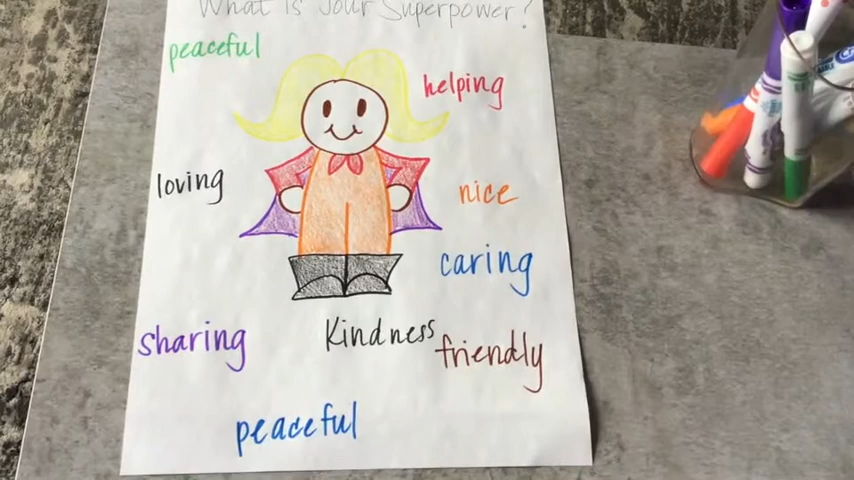 What is Your Superpower?
peaceful
helping
loving
nice
caring
sharing
Kindness
friendly
peaceful